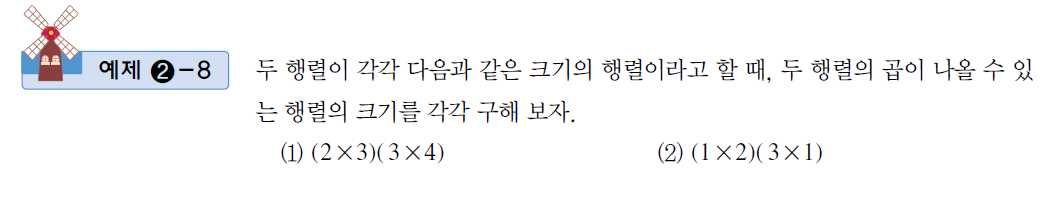 예제 ❷-8
두 행렬이 각각 다음과 같은 크기의 행렬이라고 할 때, 두 행렬의 곱이 나올 수 있
는 행렬의 크기를 각각 구해 보자.
⑴ (2×3)(3×4) ⑵ (1×2)(3×1)